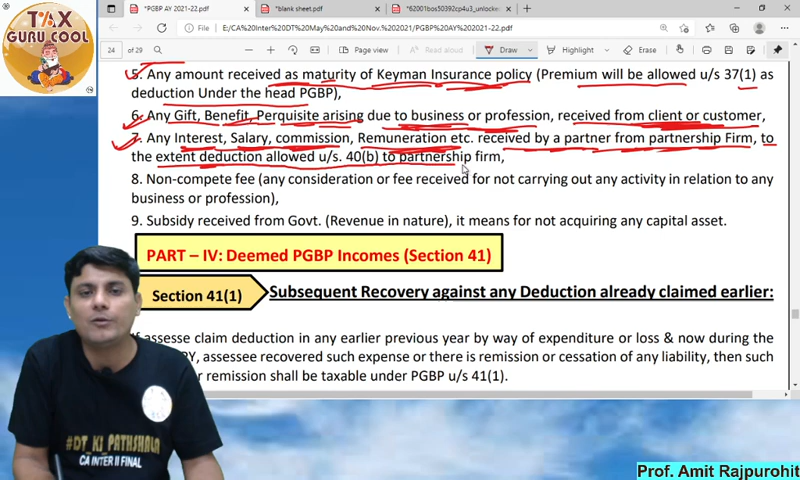 TAX
GURU COOL
*PGBP AY 2021-22.pdf
*blank sheet.pdf
*62001bos50392cp4u3_unlocked
File
E:/CA%20Inter%20DT%20May%20and%20Nov.%202021/PGBP%20AY%202021-22.pdf
24
of
Page view
Read aloud
Draw
Highlight
Erase
5. Any amount received as maturity of Keyman Insurance policy (Premium will be allowed u/s 37(1) as
deduction Under the head PGBP),
6. Any Gift, Benefit, Perquisite arising due to business or profession, received from client or customer,
7. Any Interest, Salary, commission, Remuneration etc. received by a partner from partnership Firm, to
the extent deduction allowed u/s. 40(b) to partnership firm,
8. Non-compete fee (any consideration or fee received for not carrying out any activity in relation to any
business or profession),
9. Subsidy received from Govt. (Revenue in nature), it means for not acquiring any capital asset.
PART – IV: Deemed PGBP Incomes (Section 41)
Section 41(1)
Subsequent Recovery against any Deduction already claimed earlier:
If assesse claim deduction in any earlier previous year by way of expenditure or loss & now during the
RY, assessee recovered such expense or there is remission or cessation of any liability, then such
r remission shall be taxable under PGBP u/s 41(1).
#DT KI PATHSHALA
CA INTER II FINAL
Prof. Amit Rajpurohit